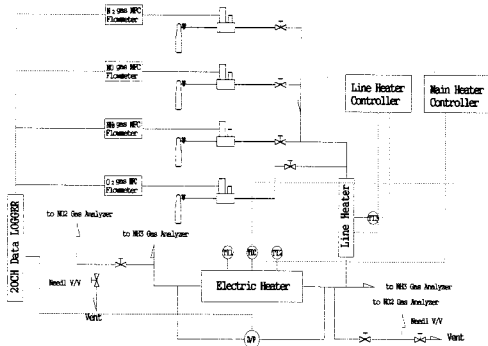 N₂ gas MFC
Flowmeter
NO gas MFC
Flowmeter
NH₃ gas MFC
Flowmeter
O₂ gas MFC
Flowmeter
Line Heater
Controller
Main Heater
Controller
20CH Data LOGGER
to NO2 Gas Analyzer
to NH3 Gas Analyzer
Needl V/V
Vent
Electric Heater
D/P
Line Heater
to NH3 Gas Analyzer
to NO2 Gas Analyzer
Needl V/V
Vent